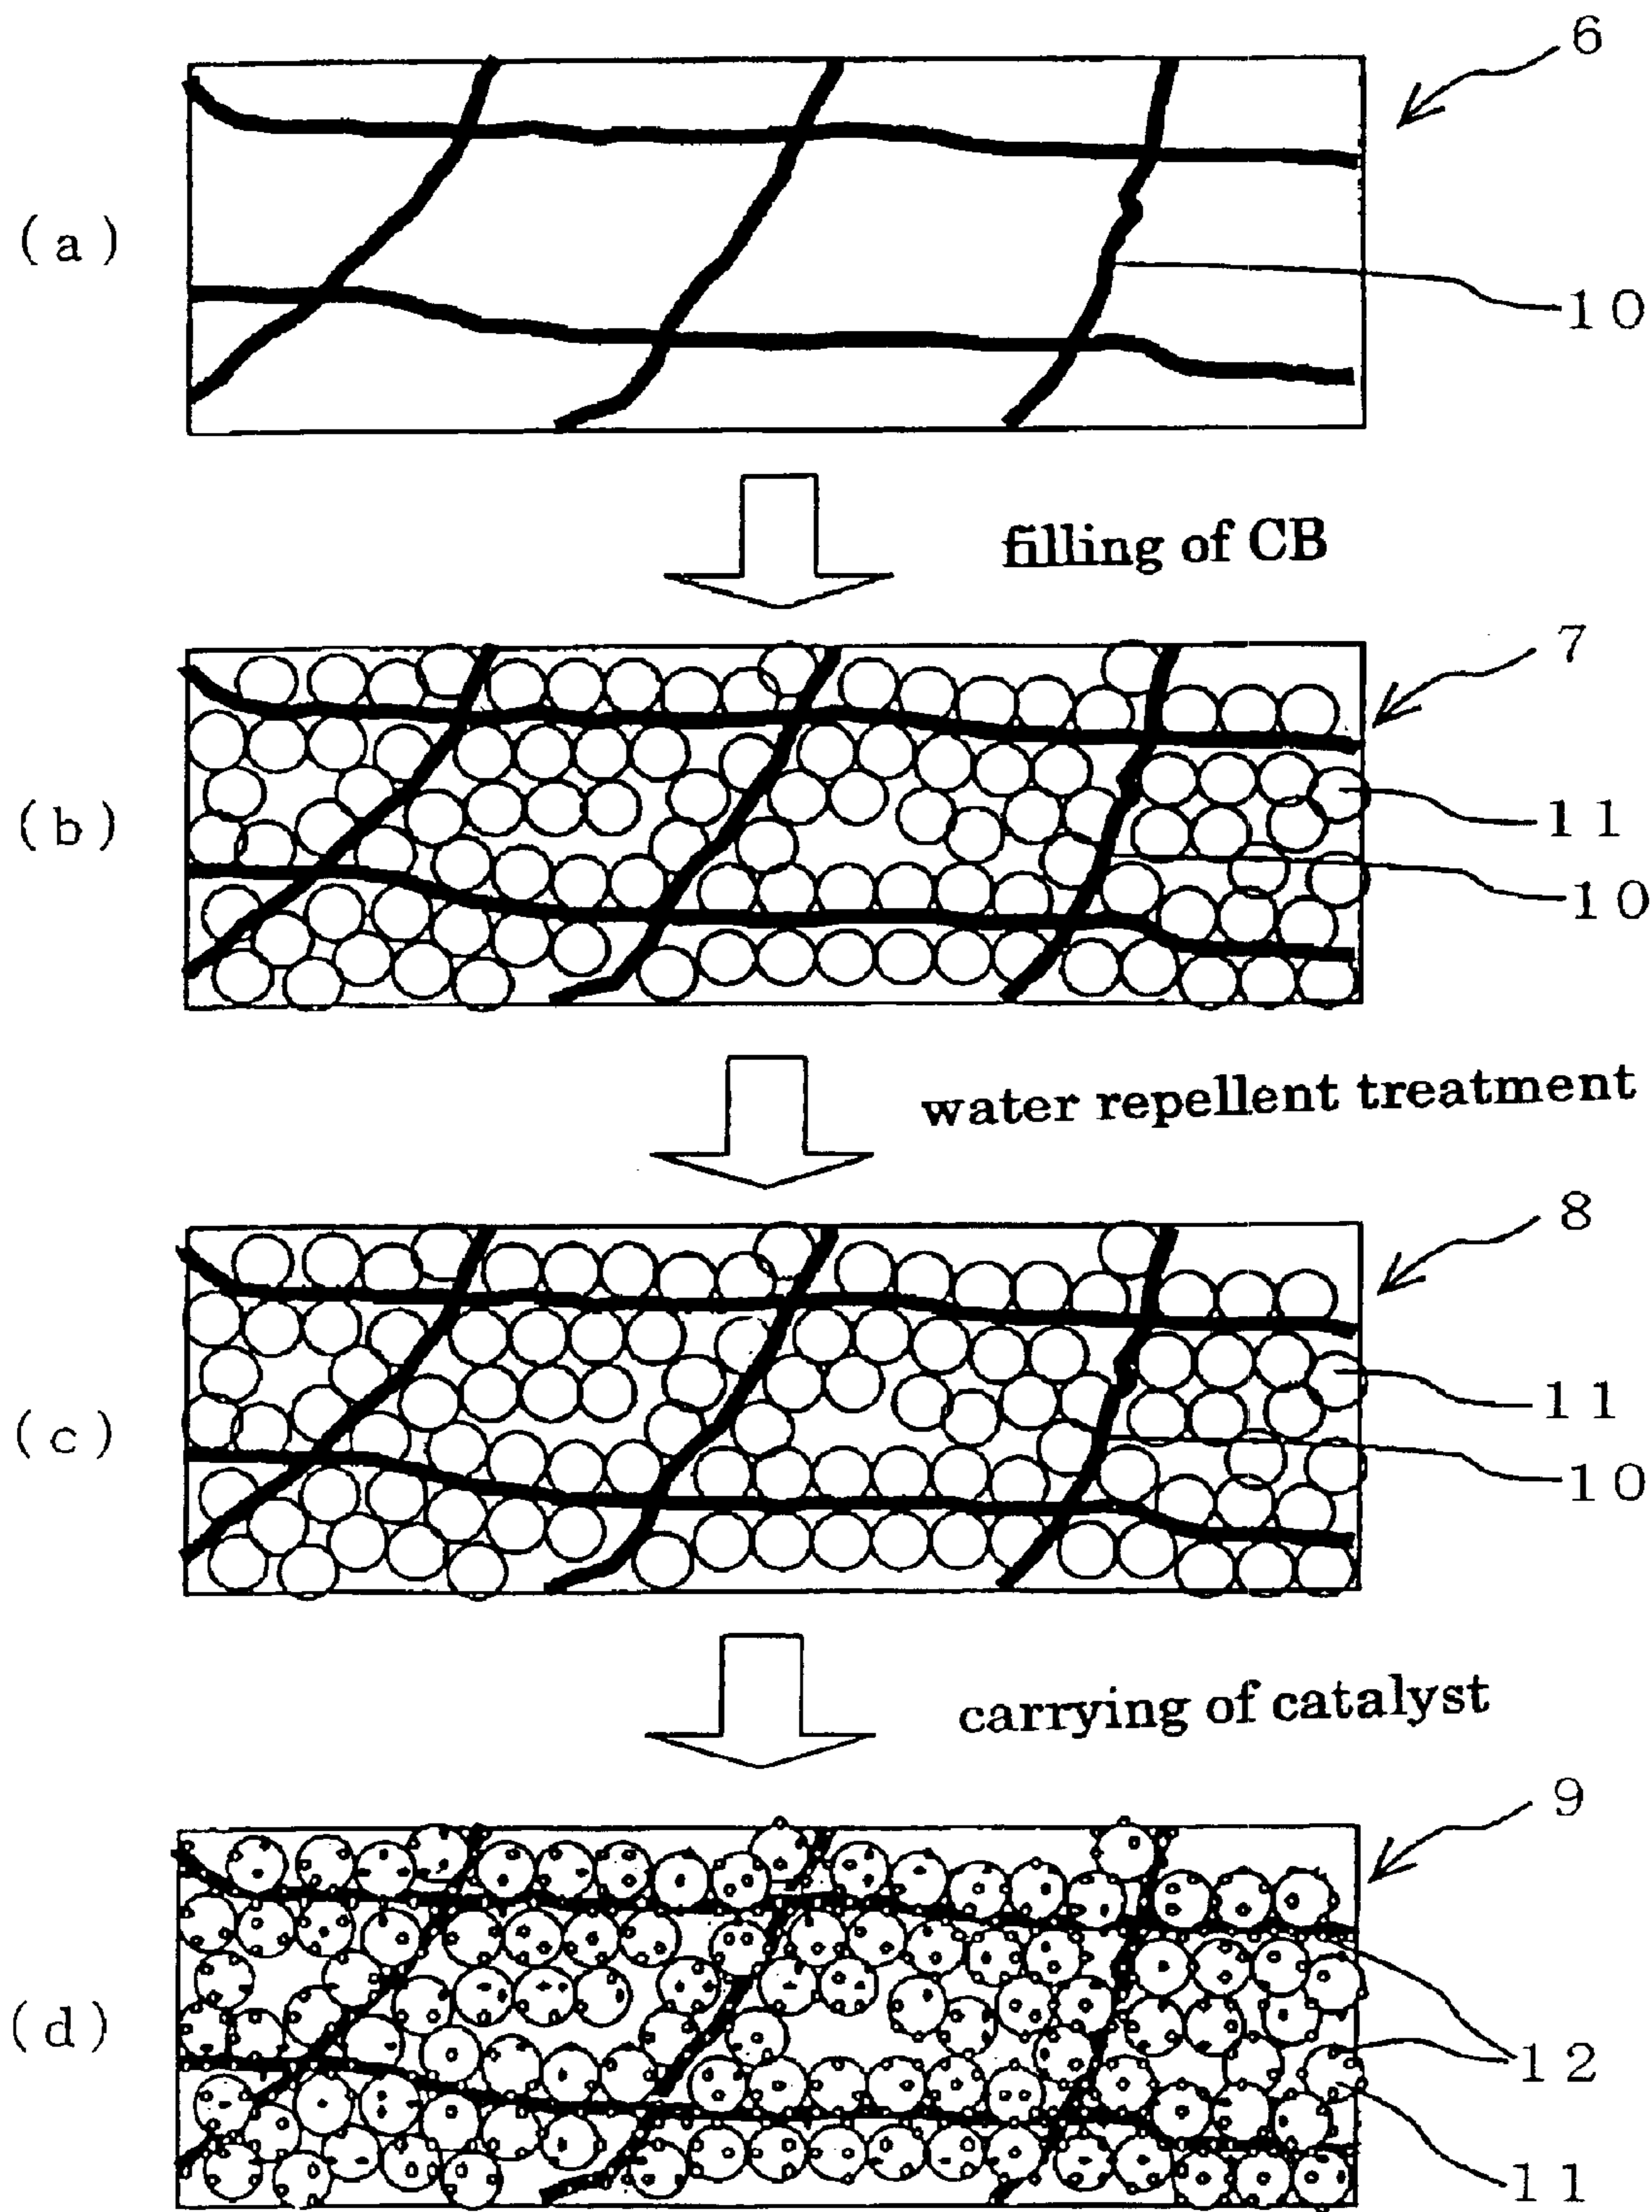 6
(a)
10
filling of CB
7
(b)
11
10
water repellent treatment
8
(c)
11
10
carrying of catalyst
9
(d)
12
11